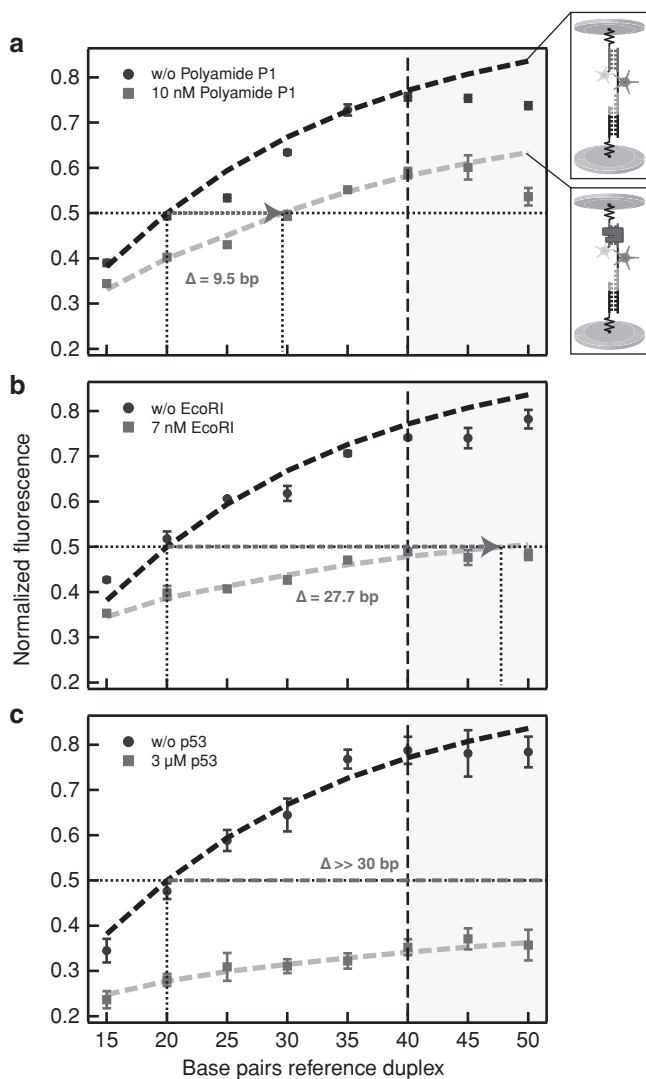 a
w/o Polyamide P1
10 nM Polyamide P1
0.8
0.7
0.6
0.5
0.4
0.3
0.2
Δ = 9.5 bp
b
w/o EcoRI
7 nM EcoRI
0.8
0.7
0.6
0.5
0.4
0.3
0.2
Δ = 27.7 bp
Normalized fluorescence
c
w/o p53
3 µM p53
0.8
0.7
0.6
0.5
0.4
0.3
0.2
Δ >> 30 bp
15 20 25 30 35 40 45 50
Base pairs reference duplex